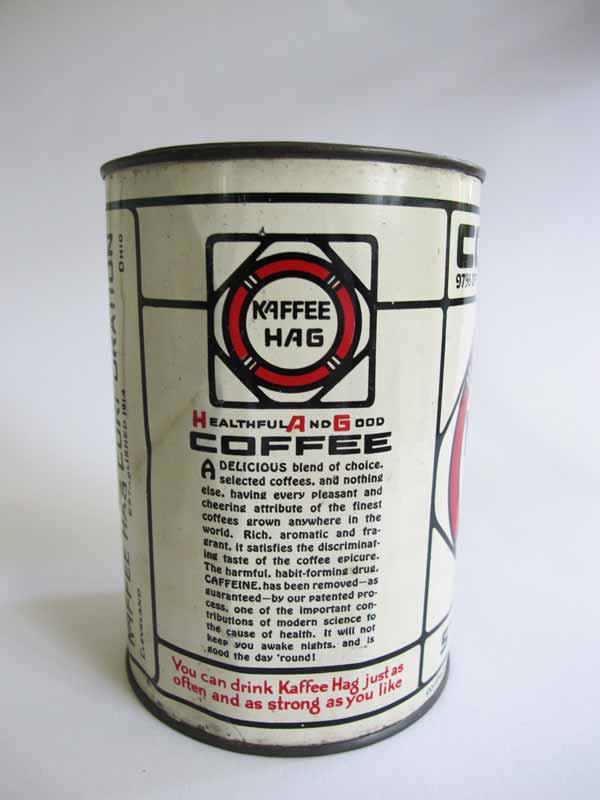 KAFFEE HAG CORPORATION
ESTABLISHED 1914
CLEVELAND OHIO
KAFFEE
HAG
HEALTHFUL AND GOOD
COFFEE
A DELICIOUS blend of choice,
selected coffees, and nothing
else, having every pleasant and
cheering attribute of the finest
coffees grown anywhere in the
world. Rich, aromatic and fra-
grant, it satisfies the discriminat-
ing taste of the coffee epicure.
The harmful, habit-forming drug,
CAFFEINE, has been removed—as
guaranteed—by our patented pro-
cess, one of the important con-
tributions of modern science to
the cause of health. It will not
keep you awake nights, and is
good the day 'round!
You can drink Kaffee Hag just as
often and as strong as you like
97%